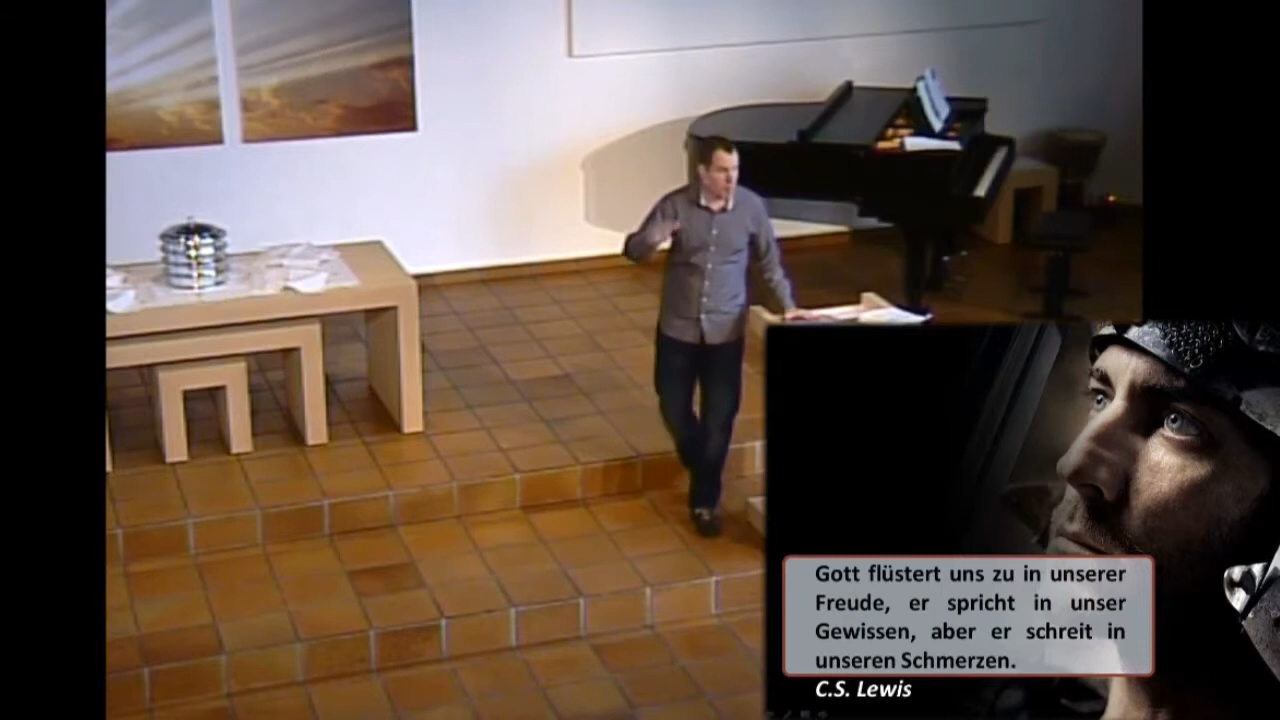 Gott flüstert uns zu in unserer
Freude, er spricht in unser
Gewissen, aber er schreit in
unseren Schmerzen.
C.S. Lewis